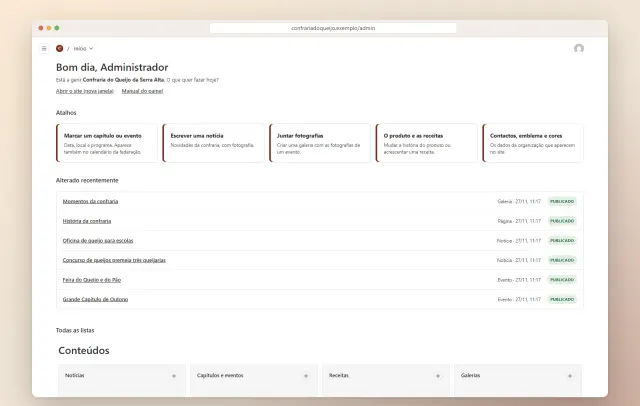 confrariadoqueijo.exemplo/admin
C / Início
Bom dia, Administrador
Está a gerir Confraria do Queijo da Serra Alta. O que quer fazer hoje?
Abrir o site (nova janela) Manual do painel
Atalhos
Marcar um capítulo ou evento
Data, local e programa. Aparece
também no calendário da federação.
Escrever uma notícia
Novidades da confraria, com fotografia.
Juntar fotografias
Criar uma galeria com as fotografias de
um evento.
O produto e as receitas
Mudar a história do produto ou
acrescentar uma receita.
Contactos, emblema e cores
Os dados da organização que aparecem
no site.
Alterado recentemente
Momentos da confraria Galeria · 27/11, 11:17 PUBLICADO
História da confraria Página · 27/11, 11:17 PUBLICADO
Oficina de queijo para escolas Notícia · 27/11, 11:17 PUBLICADO
Concurso de queijos premeia três queijarias Notícia · 27/11, 11:17 PUBLICADO
Feira do Queijo e do Pão Evento · 27/11, 11:17 PUBLICADO
Grande Capítulo de Outono Evento · 27/11, 11:17 PUBLICADO
Todas as listas
Conteúdos
Notícias + Capítulos e eventos + Receitas + Galerias +